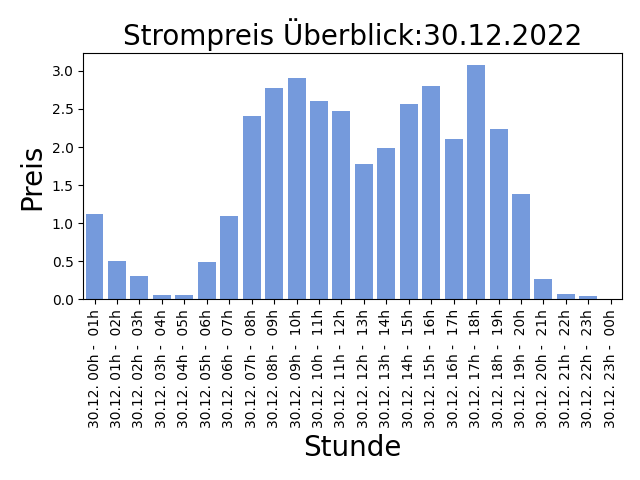 Strompreis Überblick:30.12.2022
Preis
3.0
2.5
2.0
1.5
1.0
0.5
0.0
30.12. 00h - 01h
30.12. 01h - 02h
30.12. 02h - 03h
30.12. 03h - 04h
30.12. 04h - 05h
30.12. 05h - 06h
30.12. 06h - 07h
30.12. 07h - 08h
30.12. 08h - 09h
30.12. 09h - 10h
30.12. 10h - 11h
30.12. 11h - 12h
30.12. 12h - 13h
30.12. 13h - 14h
30.12. 14h - 15h
30.12. 15h - 16h
30.12. 16h - 17h
30.12. 17h - 18h
30.12. 18h - 19h
30.12. 19h - 20h
30.12. 20h - 21h
30.12. 21h - 22h
30.12. 22h - 23h
30.12. 23h - 00h
Stunde